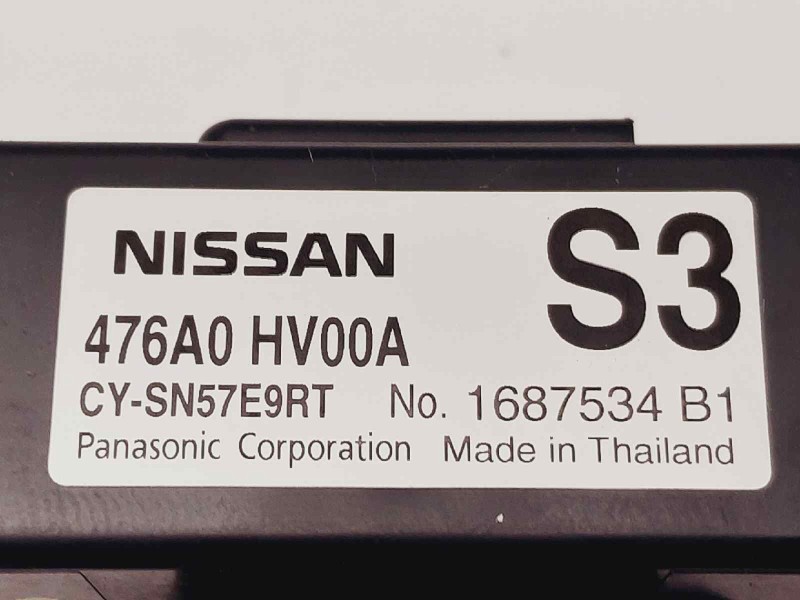 NISSAN S3
476A0 HV00A
CY-SN57E9RT No. 1687534 B1
Panasonic Corporation Made in Thailand